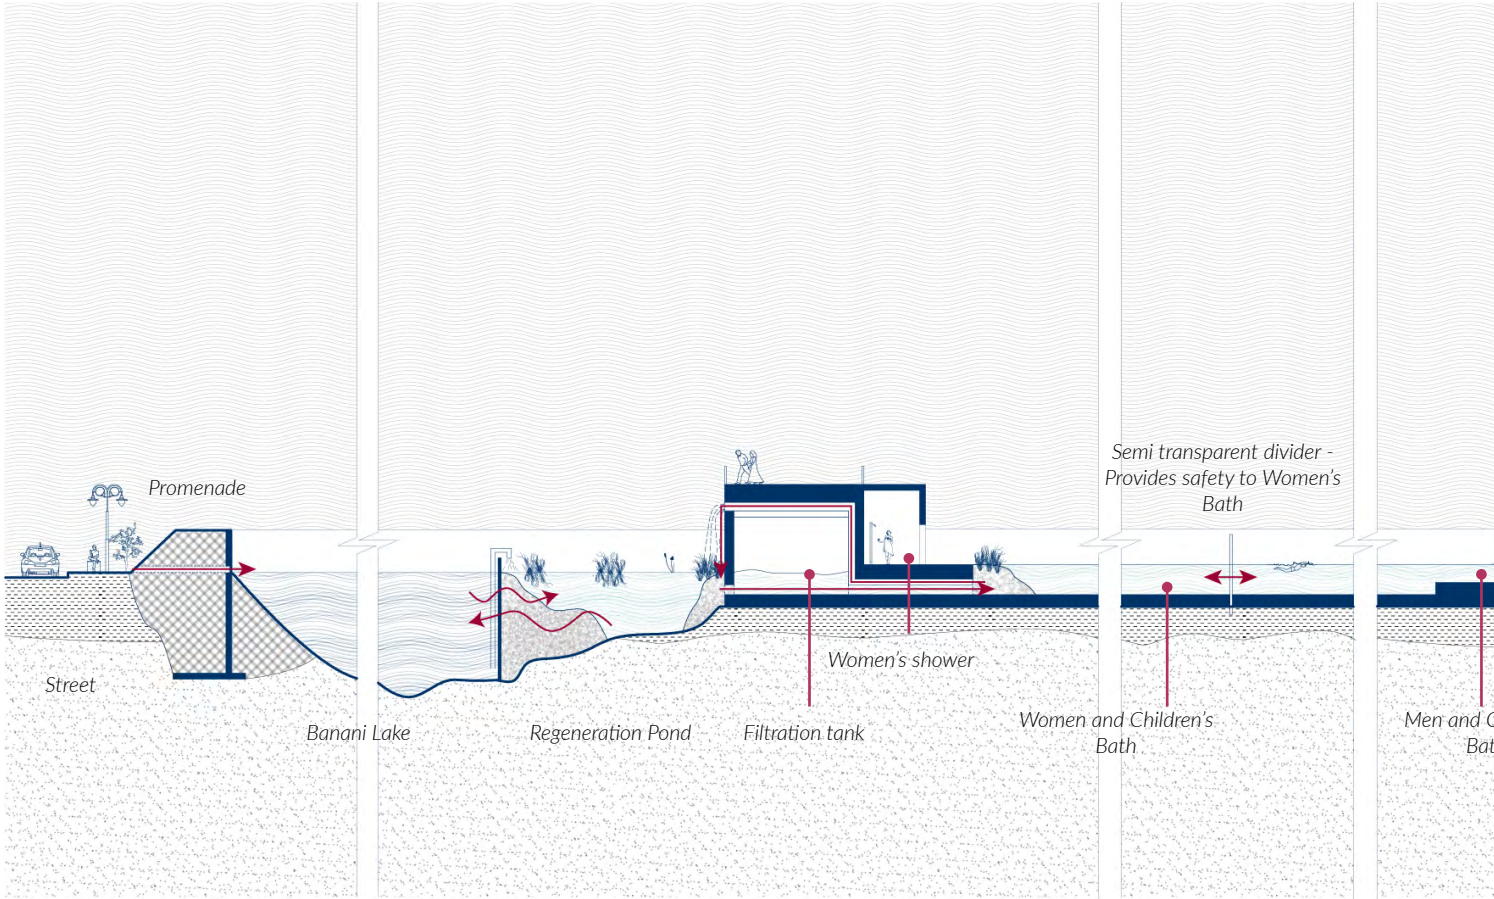 Semi transparent divider -
Provides safety to Women's
Bath
Promenade
Women's shower
Street
Banani Lake
Regeneration Pond
Filtration tank
Women and Children's
Bath
Men and